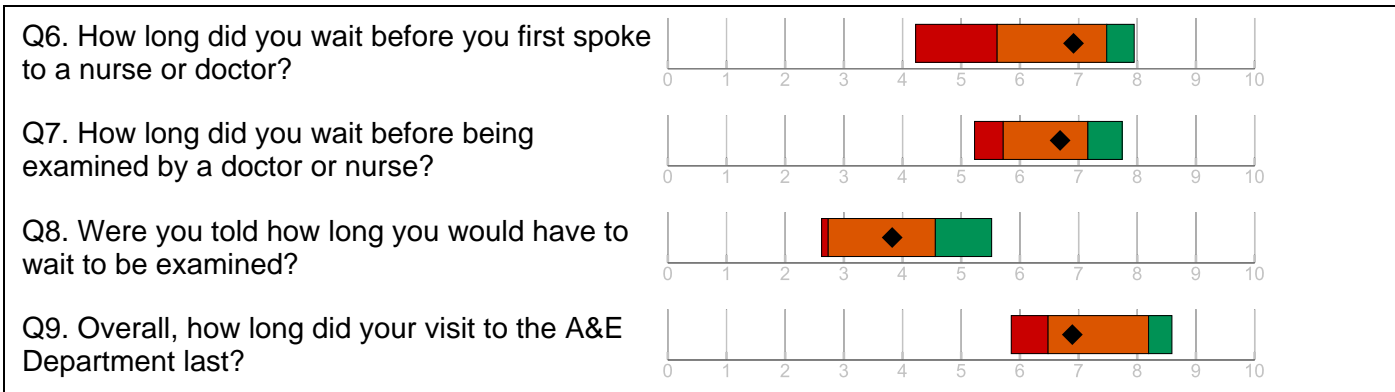 Q6. How long did you wait before you first spoke
to a nurse or doctor?
0 1 2 3 4 5 6 7 8 9 10
Q7. How long did you wait before being
examined by a doctor or nurse?
0 1 2 3 4 5 6 7 8 9 10
Q8. Were you told how long you would have to
wait to be examined?
0 1 2 3 4 5 6 7 8 9 10
Q9. Overall, how long did your visit to the A&E
Department last?
0 1 2 3 4 5 6 7 8 9 10